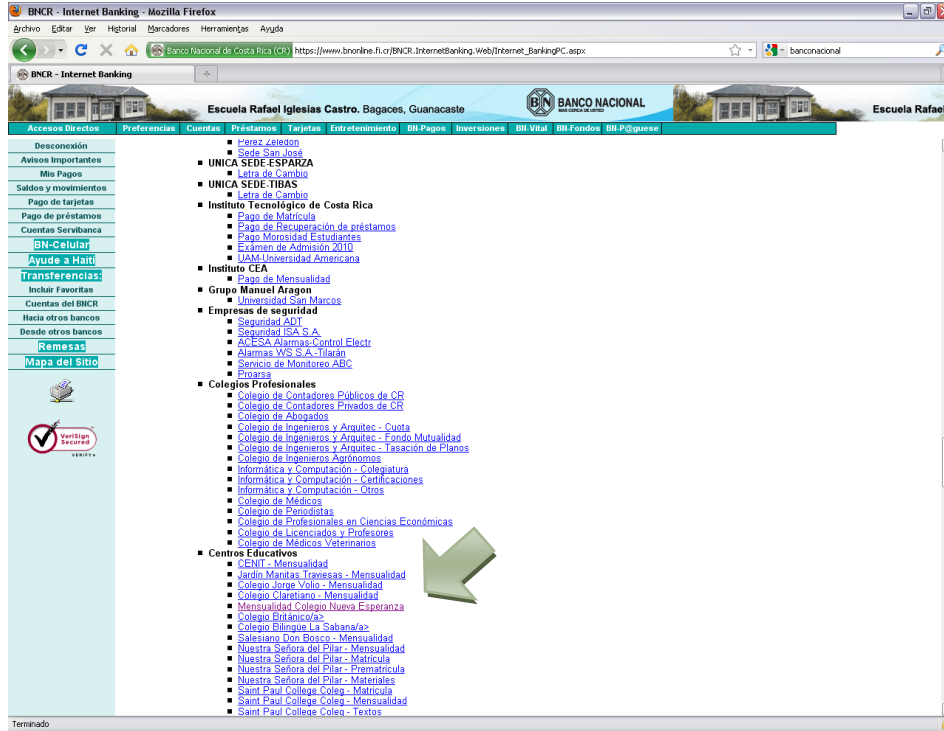 BNCR - Internet Banking - Mozilla Firefox
Archivo Editar Ver Historial Marcadores Herramientas Ayuda
Banco Nacional de Costa Rica (CR) https://www.bnonline.fi.cr/BNCR.InternetBanking.Web/Internet_BankingPC.aspx banconacional
BNCR - Internet Banking
Escuela Rafael Iglesias Castro. Bagaces, Guanacaste
BN BANCO NACIONAL
Escuela Rafael
Accesos Directos Preferencias Cuentas Préstamos Tarjetas Entretenimiento BN-Pagos Inversiones BN-Vital BN-Fondos BN-P@guese
Desconexión
Avisos Importantes
Mis Pagos
Saldos y movimientos
Pago de tarjetas
Pago de préstamos
Cuentas Servibanca
BN-Celular
Ayude a Haití
Transferencias:
Incluir Favoritas
Cuentas del BNCR
Hacia otros bancos
Desde otros bancos
Remesas
Mapa del Sitio
VeriSign
Secured
VERIFY
Pérez Zeledón
Sede San José
UNICA SEDE-ESPARZA
Letra de Cambio
UNICA SEDE-TIBAS
Letra de Cambio
Instituto Tecnológico de Costa Rica
Pago de Matrícula
Pago de Recuperación de préstamos
Pago Morosidad Estudiantes
Exámen de Admisión 2010
UAM-Universidad Americana
Instituto CEA
Pago de Mensualidad
Grupo Manuel Aragon
Universidad San Marcos
Empresas de seguridad
Seguridad ADT
Seguridad ISA S.A.
ACESA Alarmas-Control Electr
Alarmas WS S.A.-Tilarán
Servicio de Monitoreo ABC
Proarsa
Colegios Profesionales
Colegio de Contadores Públicos de CR
Colegio de Contadores Privados de CR
Colegio de Abogados
Colegio de Ingenieros y Arquitec - Cuota
Colegio de Ingenieros y Arquitec - Fondo Mutualidad
Colegio de Ingenieros y Arquitec - Tasación de Planos
Colegio de Ingenieros Agrónomos
Informática y Computación - Colegiatura
Informática y Computación - Certificaciones
Informática y Computación - Otros
Colegio de Médicos
Colegio de Periodistas
Colegio de Profesionales en Ciencias Económicas
Colegio de Licenciados y Profesores
Colegio de Médicos Veterinarios
Centros Educativos
CENIT - Mensualidad
Jardín Manitas Traviesas - Mensualidad
Colegio Jorge Volio - Mensualidad
Colegio Claretiano - Mensualidad
Mensualidad Colegio Nueva Esperanza
Colegio Británico/a>
Colegio Bilingüe La Sabana/a>
Salesiano Don Bosco - Mensualidad
Nuestra Señora del Pilar - Mensualidad
Nuestra Señora del Pilar - Matrícula
Nuestra Señora del Pilar - Prematrícula
Nuestra Señora del Pilar - Materiales
Saint Paul College Coleg - Matricula
Saint Paul College Coleg - Mensualidad
Saint Paul College Coleg - Textos
Terminado